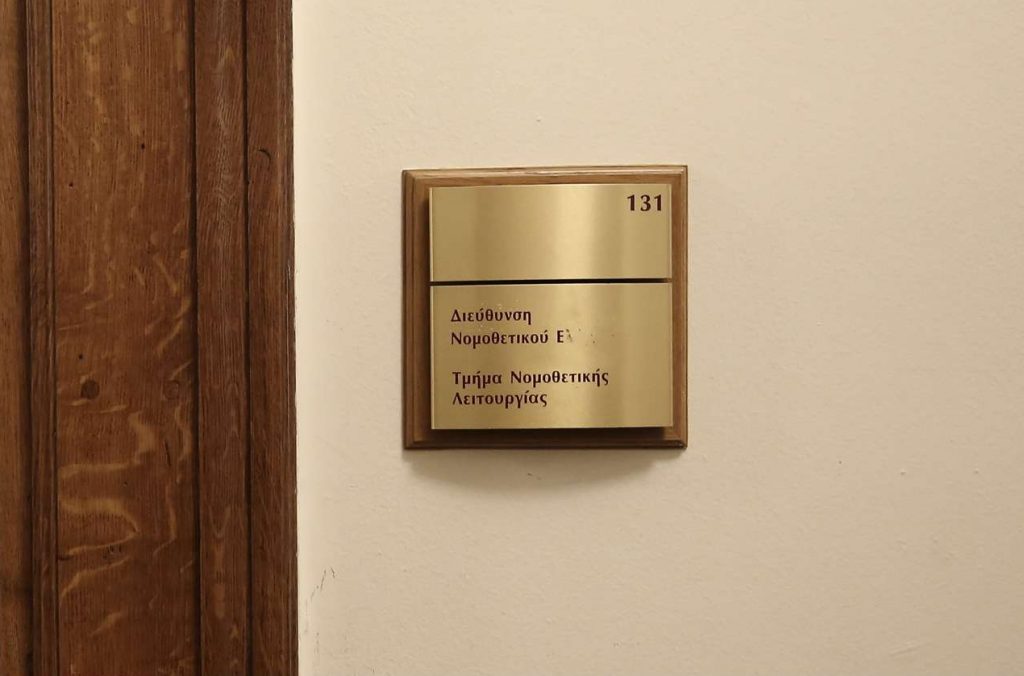 131
Διεύθυνση
Νομοθετικού
Τμήμα Νομοθετικής
Λειτουργίας